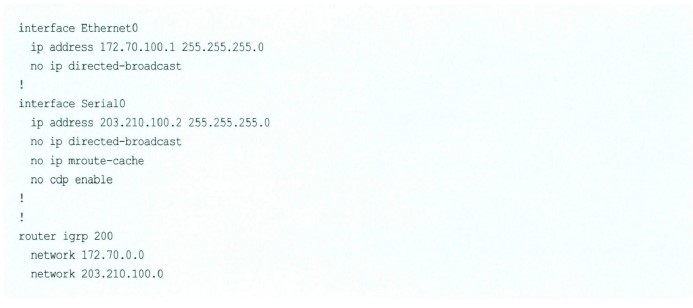 interface Ethernet0
ip address 172.70.100.1 255.255.255.0
no ip directed-broadcast
!
interface Serial0
ip address 203.210.100.2 255.255.255.0
no ip directed-broadcast
no ip mroute-cache
no cdp enable
!
!
router igrp 200
network 172.70.0.0
network 203.210.100.0